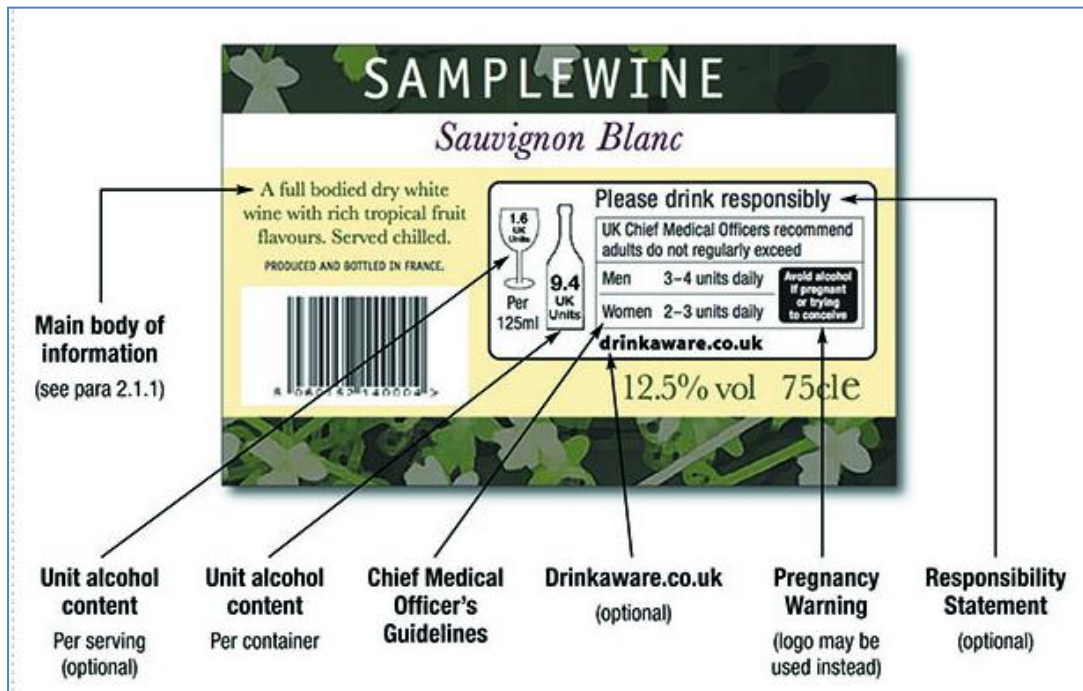 SAMPLEWINE
Sauvignon Blanc
A full bodied dry white
wine with rich tropical fruit
flavours. Served chilled.
PRODUCED AND BOTTLED IN FRANCE.
Please drink responsibly
1.6
UK
Units
Per
125ml
9.4
UK
Units
UK Chief Medical Officers recommend
adults do not regularly exceed
Men 3–4 units daily
Women 2–3 units daily
Avoid alcohol
if pregnant
or trying
to conceive
drinkaware.co.uk
12.5% vol 75cle
Main body of
information
(see para 2.1.1)
Unit alcohol
content
Per serving
(optional)
Unit alcohol
content
Per container
Chief Medical
Officer's
Guidelines
Drinkaware.co.uk
(optional)
Pregnancy
Warning
(logo may be
used instead)
Responsibility
Statement
(optional)